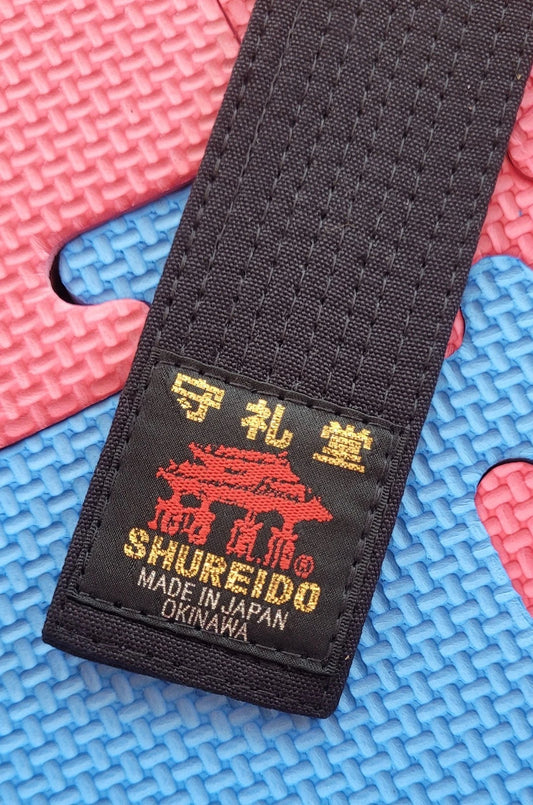 守礼堂
®
SHUREIDO
MADE IN JAPAN
OKINAWA